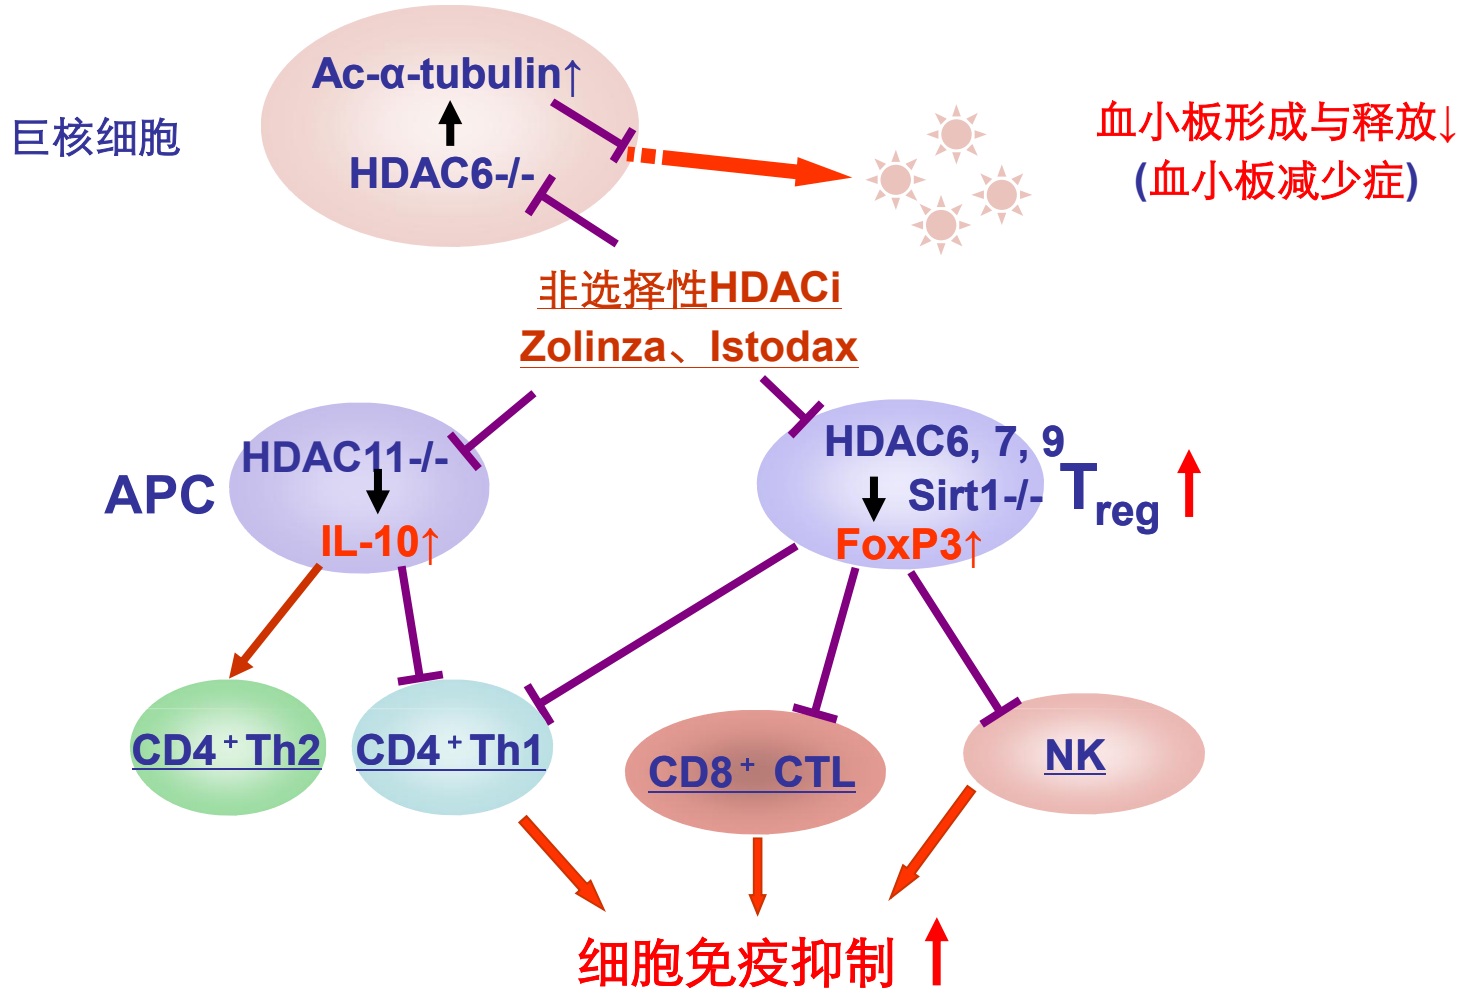 Ac-α-tubulin↑
巨核细胞
HDAC6-/-
血小板形成与释放↓
(血小板减少症)
非选择性HDACi
Zolinza、Istodax
HDAC11-/-
APC
IL-10↑
HDAC6, 7, 9
Sirt1-/-
Treg
FoxP3↑
CD4+Th2
CD4+Th1
CD8+ CTL
NK
细胞免疫抑制